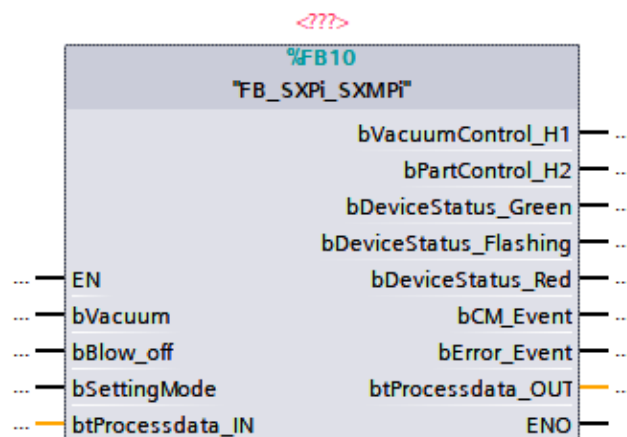 <???>
%FB10
"FB_SXPi_SXMPi"
bVacuumControl_H1 ...
bPartControl_H2 ...
bDeviceStatus_Green ...
bDeviceStatus_Flashing ...
... EN bDeviceStatus_Red ...
... bVacuum bCM_Event ...
... bBlow_off bError_Event ...
... bSettingMode btProcessdata_OUT ...
... btProcessdata_IN ENO